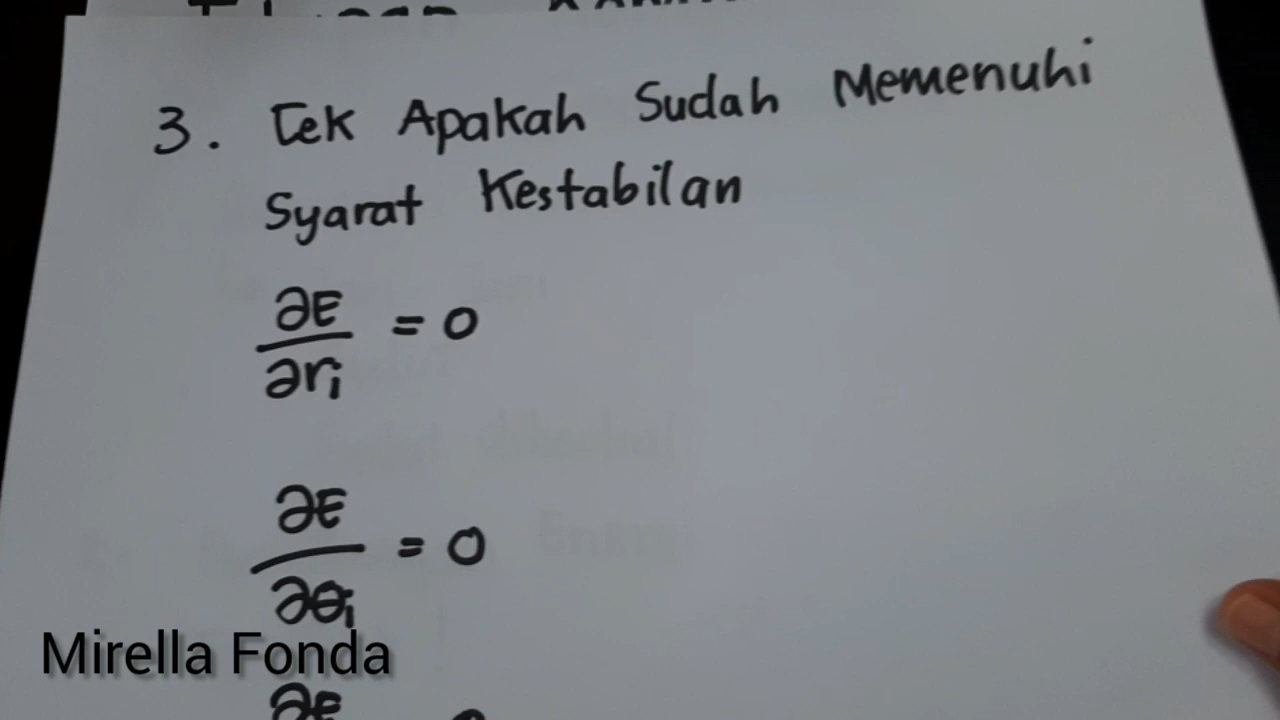 3. Cek Apakah Sudah Memenuhi
Syarat Kestabilan
∂E/∂ri = 0
∂E/∂θi = 0
Mirella Fonda
∂E